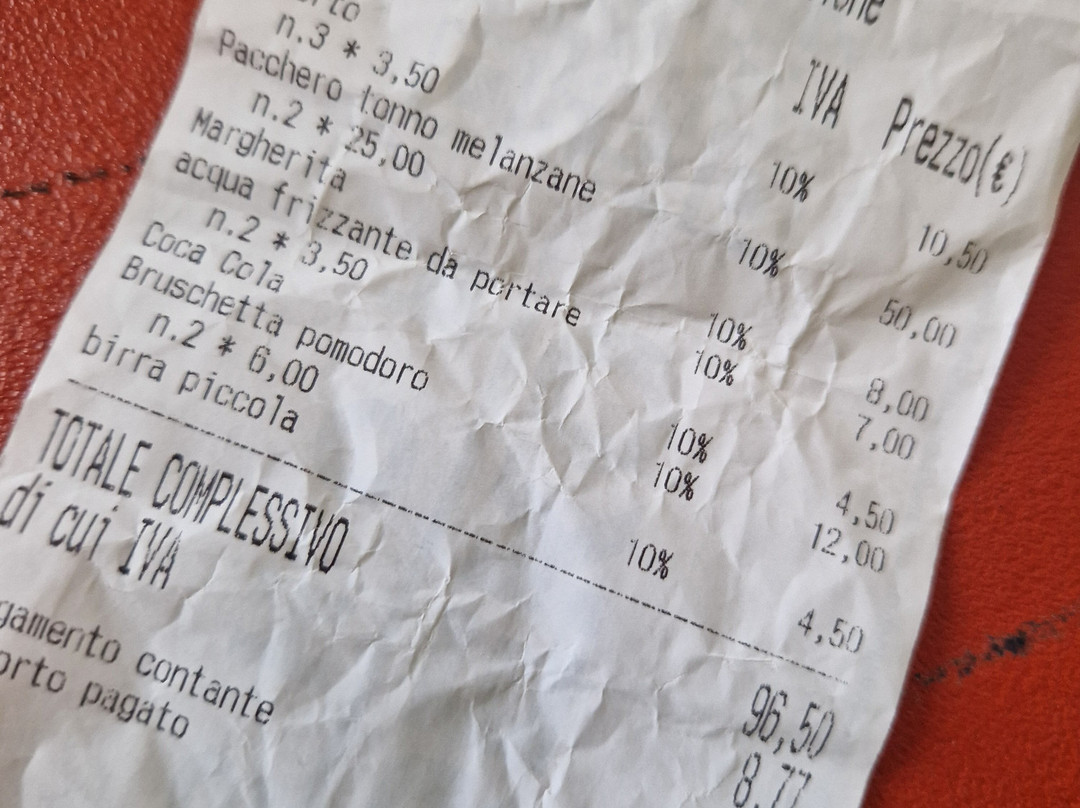 ione
IVA Prezzo(€)
rto 10% 10,50
n.3 * 3,50
Pacchero tonno melanzane 10% 50,00
n.2 * 25,00
Margherita 10% 8,00
acqua frizzante da portare 10% 7,00
n.2 * 3,50
Coca Cola 10% 4,50
Bruschetta pomodoro 10% 12,00
n.2 * 6,00
birra piccola 10% 4,50
TOTALE COMPLESSIVO 96,50
di cui IVA 8,77
gamento contante
orto pagato